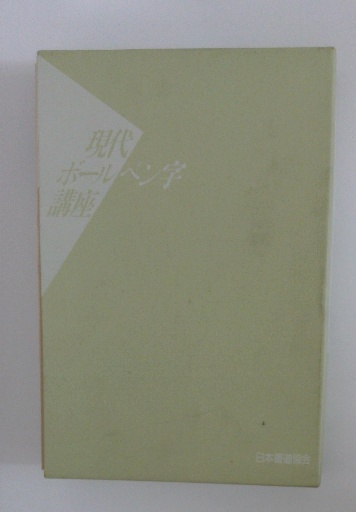 現代
ボールペン字
講座
日本書道協会